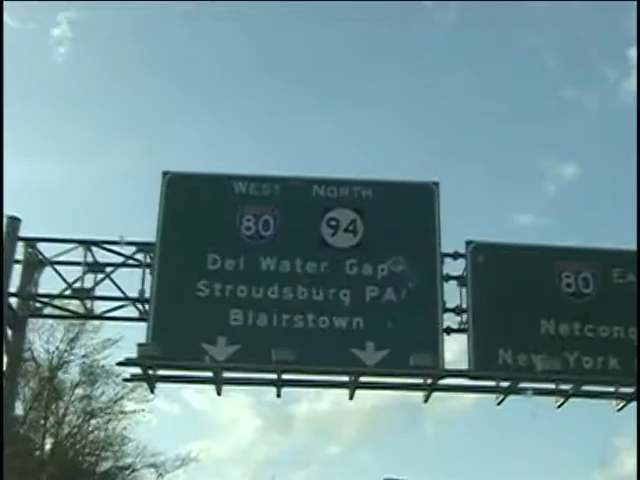 WEST NORTH
80 94
Del Water Gap
Stroudsburg PA
Blairstown
80
Netcong
New York